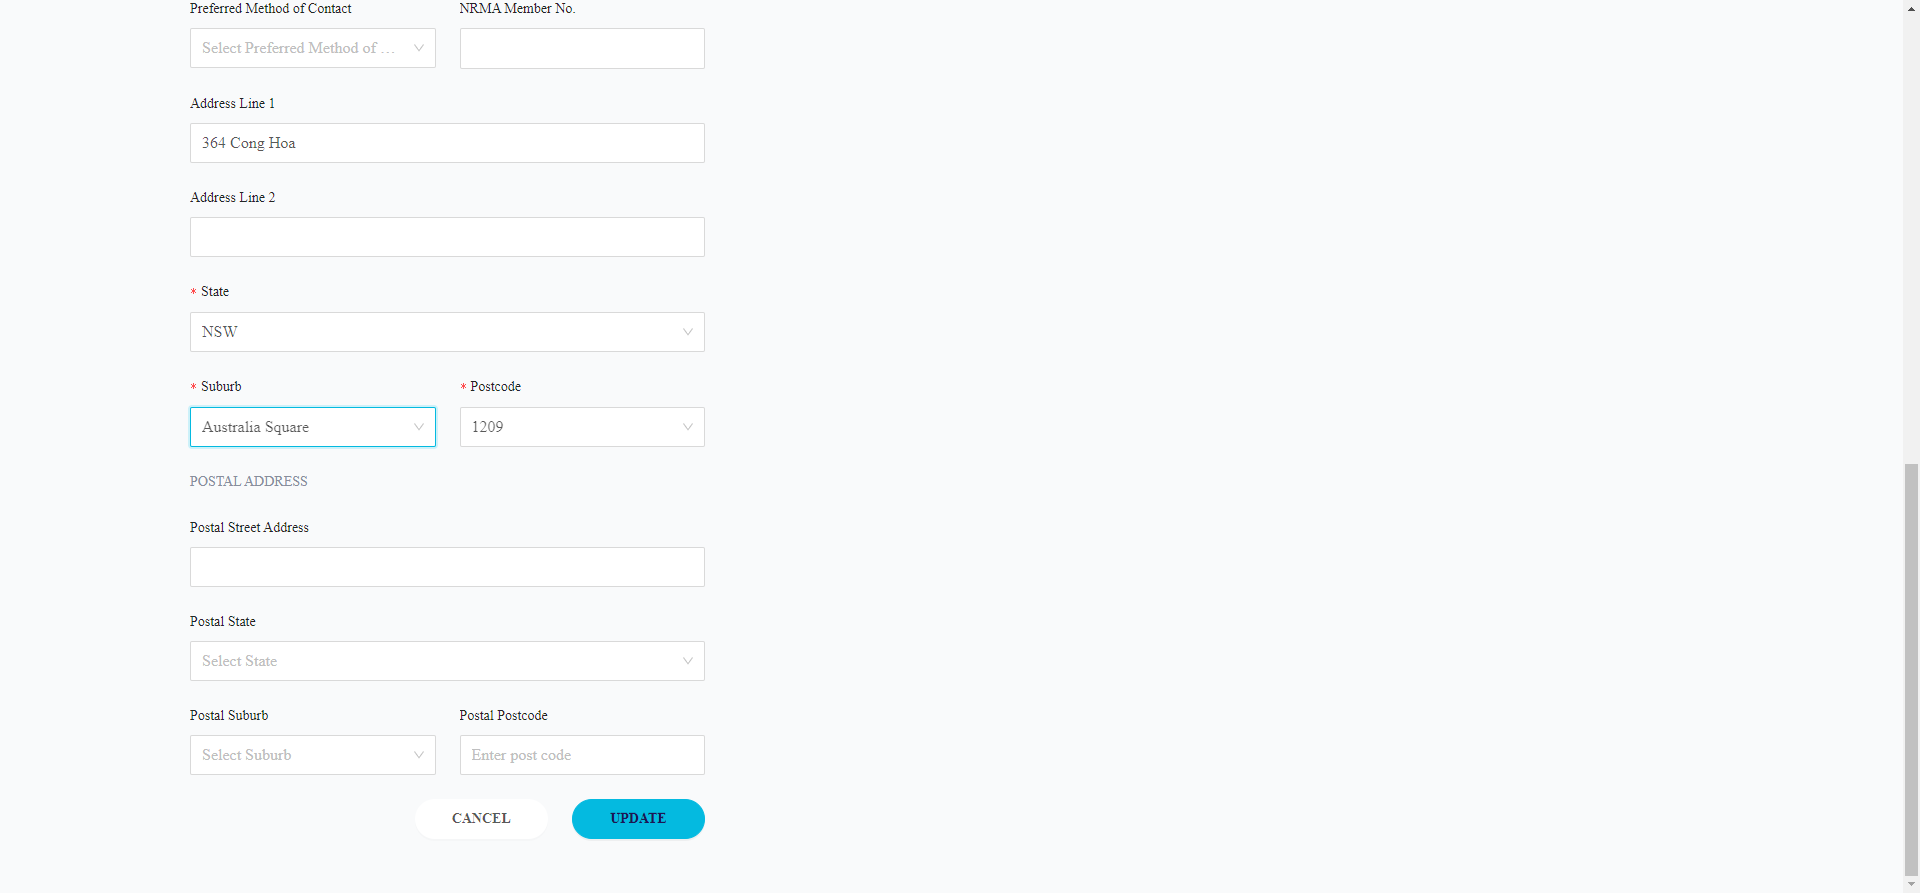 Preferred Method of Contact
NRMA Member No.
Select Preferred Method of ...
Address Line 1
364 Cong Hoa
Address Line 2
* State
NSW
* Suburb
* Postcode
Australia Square
1209
POSTAL ADDRESS
Postal Street Address
Postal State
Select State
Postal Suburb
Postal Postcode
Select Suburb
Enter post code
CANCEL
UPDATE